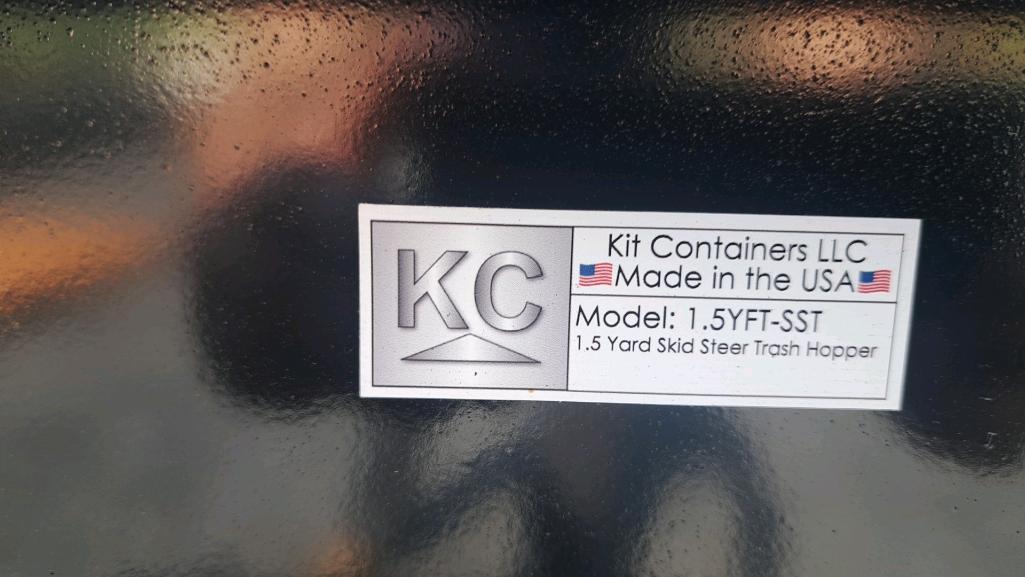 KC
Kit Containers LLC
Made in the USA
Model: 1.5YFT-SST
1.5 Yard Skid Steer Trash Hopper